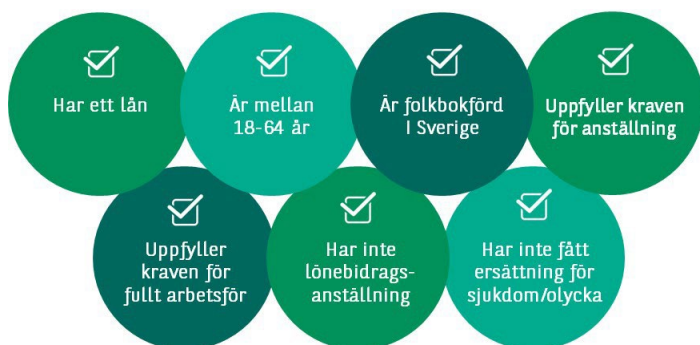 Har ett lån
Är mellan
18-64 år
Är folkbokförd
I Sverige
Uppfyller kraven
för anställning
Uppfyller
kraven för
fullt arbetsför
Har inte
lönebidrags-
anställning
Har inte fått
ersättning för
sjukdom/olycka